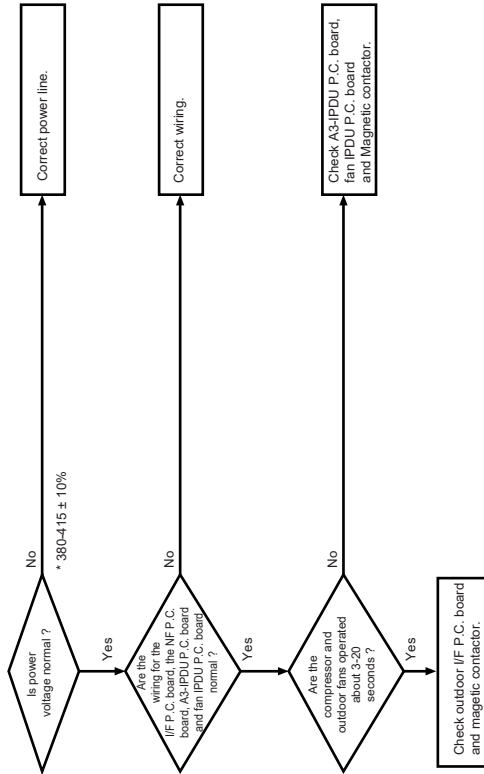 Is power
voltage normal ?
No
* 380-415 ± 10%
Correct power line.
Yes
Are the
wiring for the
I/F P.C. board, the NF P.C.
board, A3-IPDU P.C. board
and fan IPDU P.C. board
normal ?
No
Correct wiring.
Yes
Are the
compressor and
outdoor fans operated
about 3-20
seconds ?
No
Check A3-IPDU P.C. board,
fan IPDU P.C. board
and Magnetic contactor.
Yes
Check outdoor I/F P.C. board
and magetic contactor.